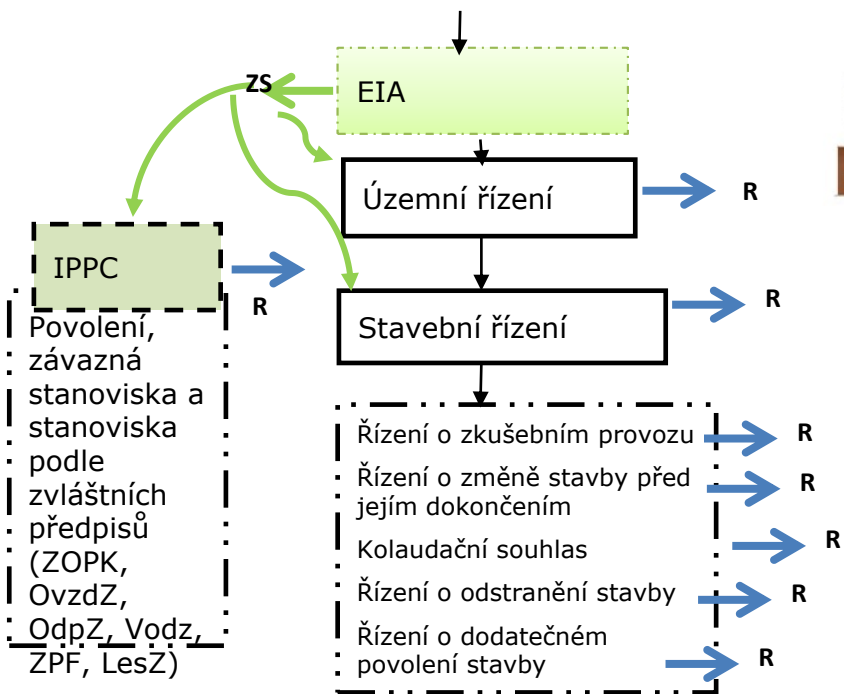 ZS
EIA
Územní řízení
R
IPPC
R
Stavební řízení
R
Povolení,
závazná
stanoviska a
stanoviska
podle
zvláštních
předpisů
(ZOPK,
OvzdZ,
OdpZ, Vodz,
ZPF, LesZ)
Řízení o zkušebním provozu
R
Řízení o změně stavby před
jejím dokončením
R
Kolaudační souhlas
R
Řízení o odstranění stavby
R
Řízení o dodatečném
povolení stavby
R